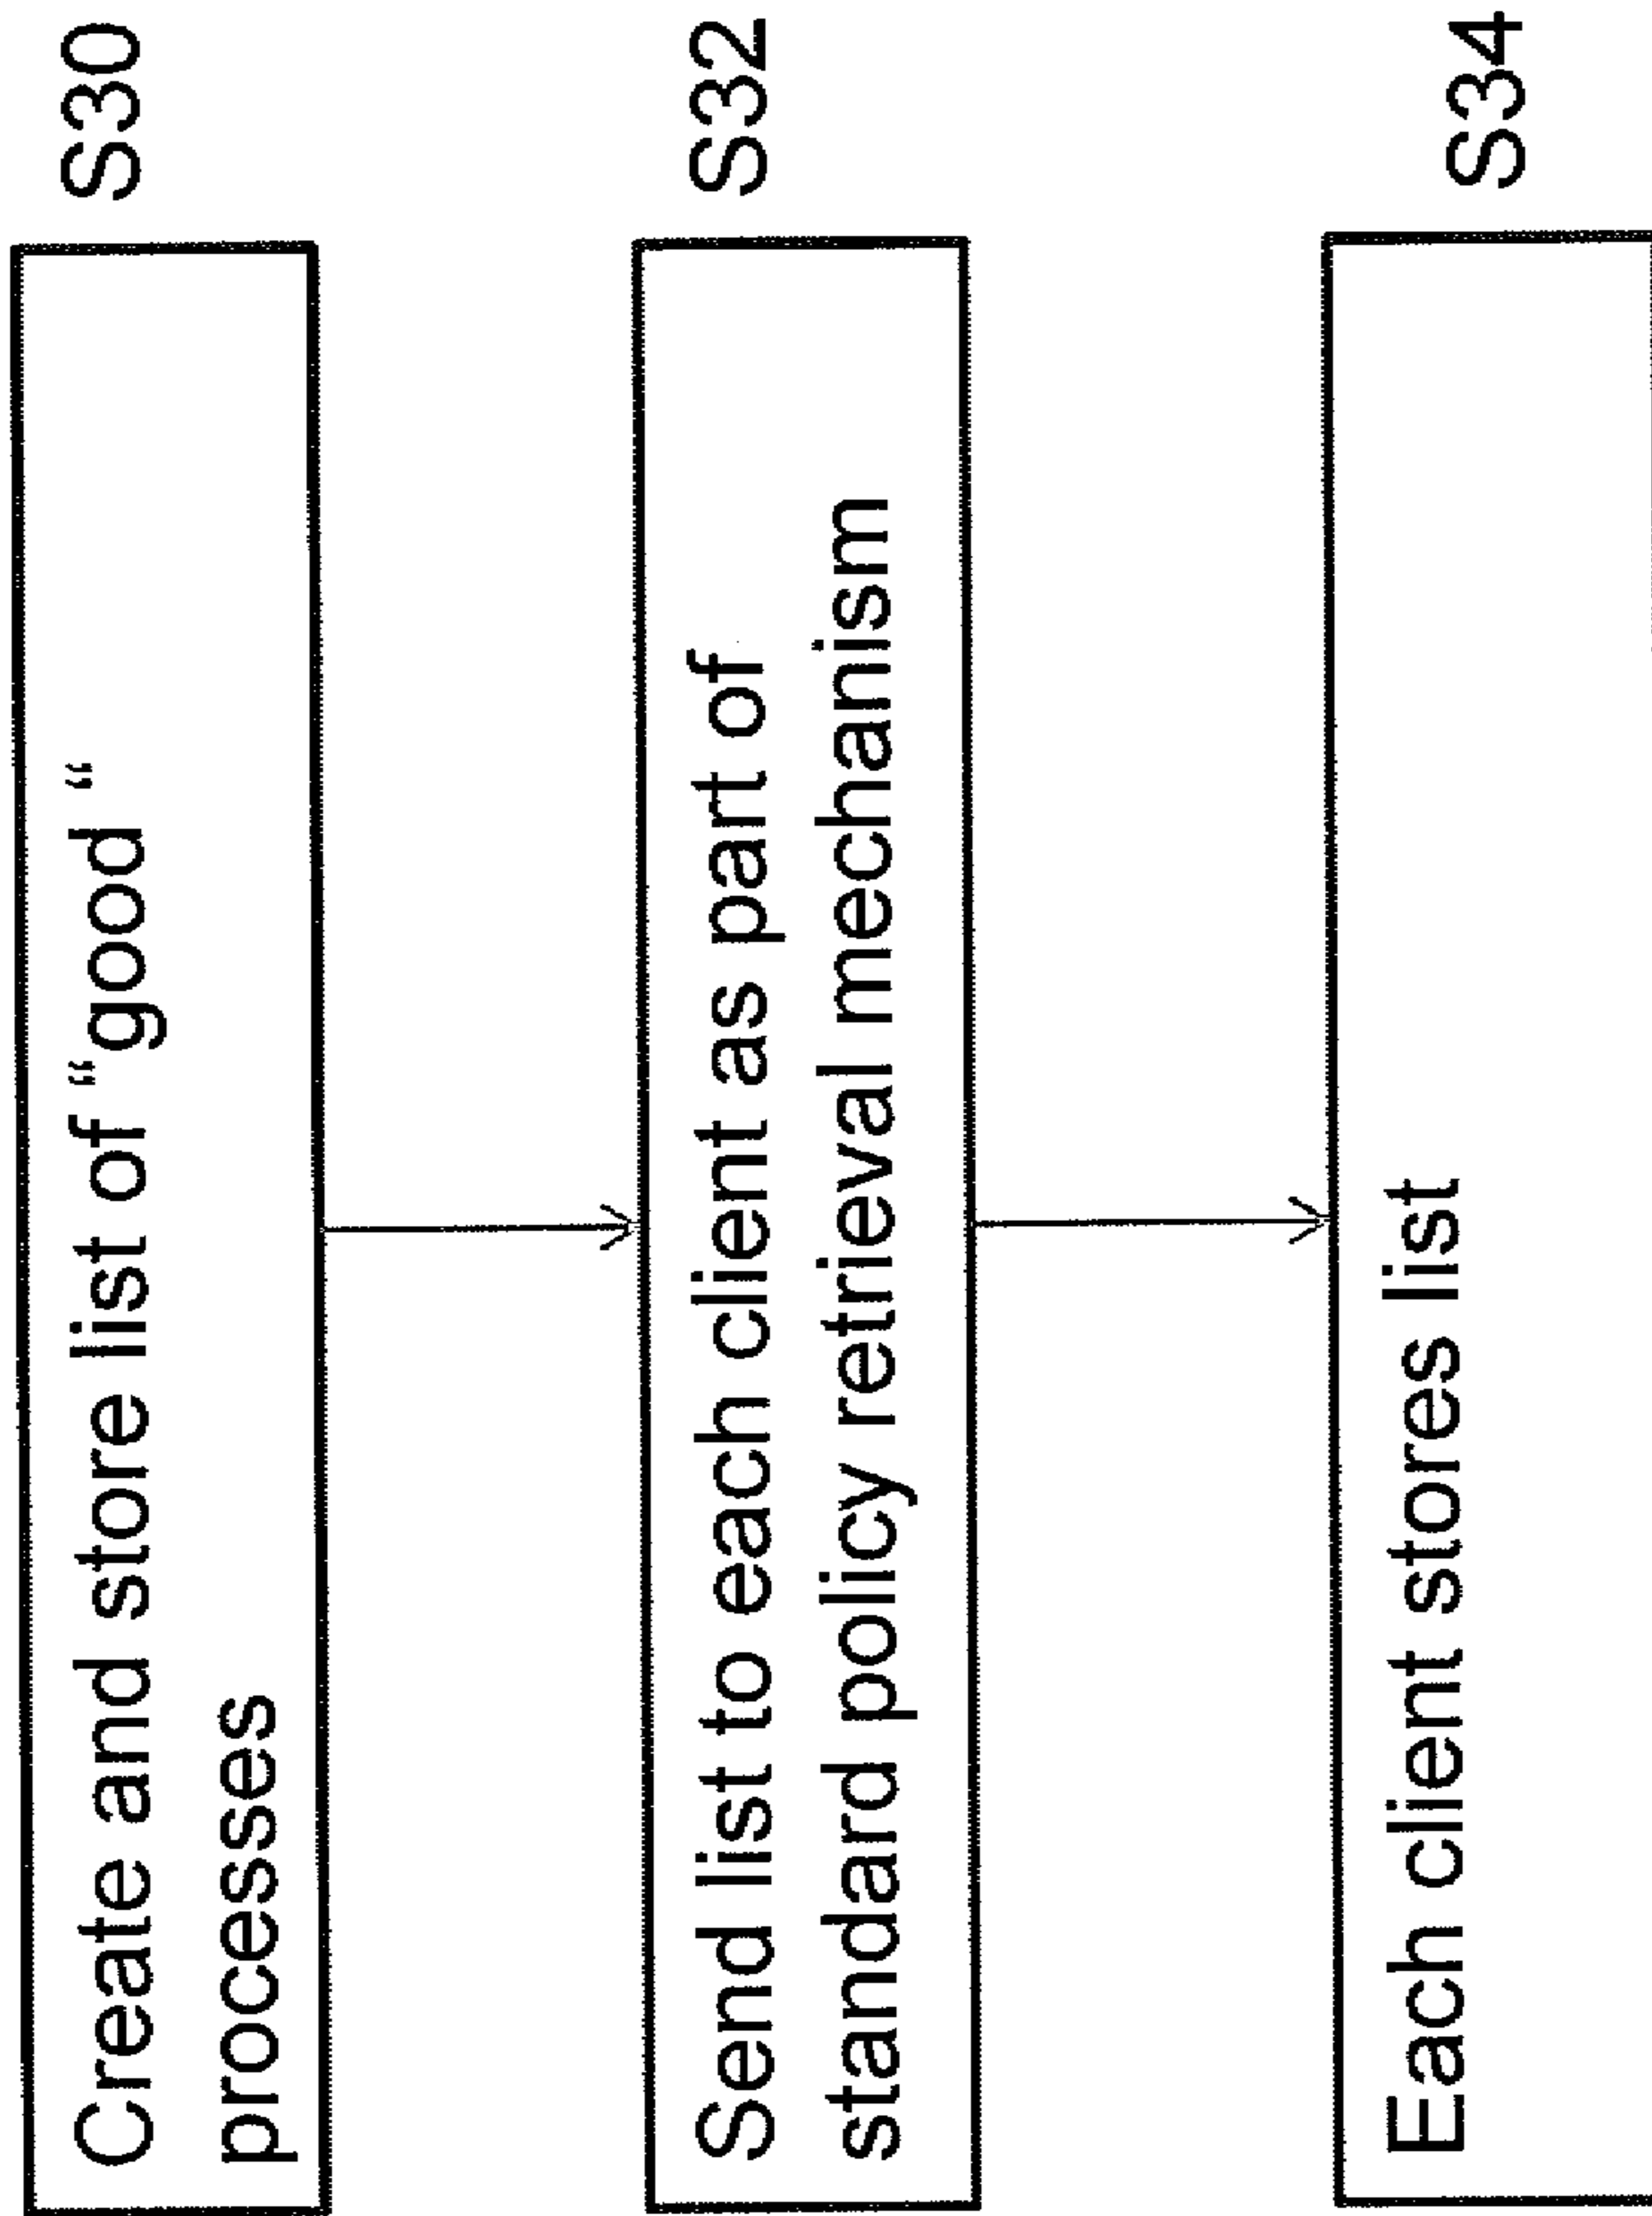 Create and store list of “good “
processes
S30
Send list to each client as part of
standard policy retrieval mechanism
S32
Each client stores list
S34